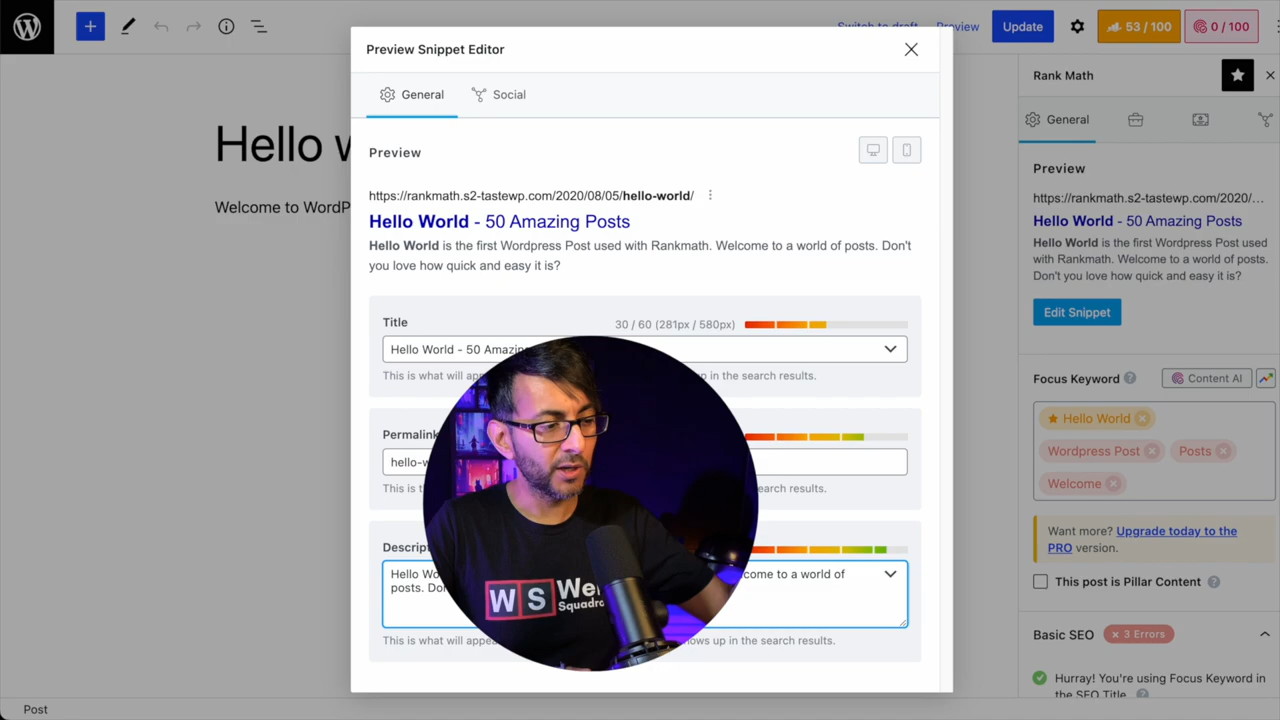 Switch to draft
Preview
Update
53 / 100
0 / 100
Hello
Welcome to WordP
Preview Snippet Editor
General
Social
Preview
https://rankmath.s2-tastewp.com/2020/08/05/hello-world/
Hello World - 50 Amazing Posts
Hello World is the first Wordpress Post used with Rankmath. Welcome to a world of posts. Don't
you love how quick and easy it is?
Title
30 / 60 (281px / 580px)
Hello World - 50 Amazin
This is what will app
in the search results.
Permalink
hello-w
This is t
earch results.
Descript
Hello Wo
come to a world of
posts. Don
This is what will appea
ows up in the search results.
WS We
Squadro
Rank Math
General
Preview
https://rankmath.s2-tastewp.com/2020/...
Hello World - 50 Amazing Posts
Hello World is the first Wordpress Post used
with Rankmath. Welcome to a world of posts.
Don't you love how quick and easy it is?
Edit Snippet
Focus Keyword
Content AI
Hello World
Wordpress Post
Posts
Welcome
Want more? Upgrade today to the
PRO version.
This post is Pillar Content
Basic SEO
3 Errors
Hurray! You're using Focus Keyword in
the SEO Title.
Post